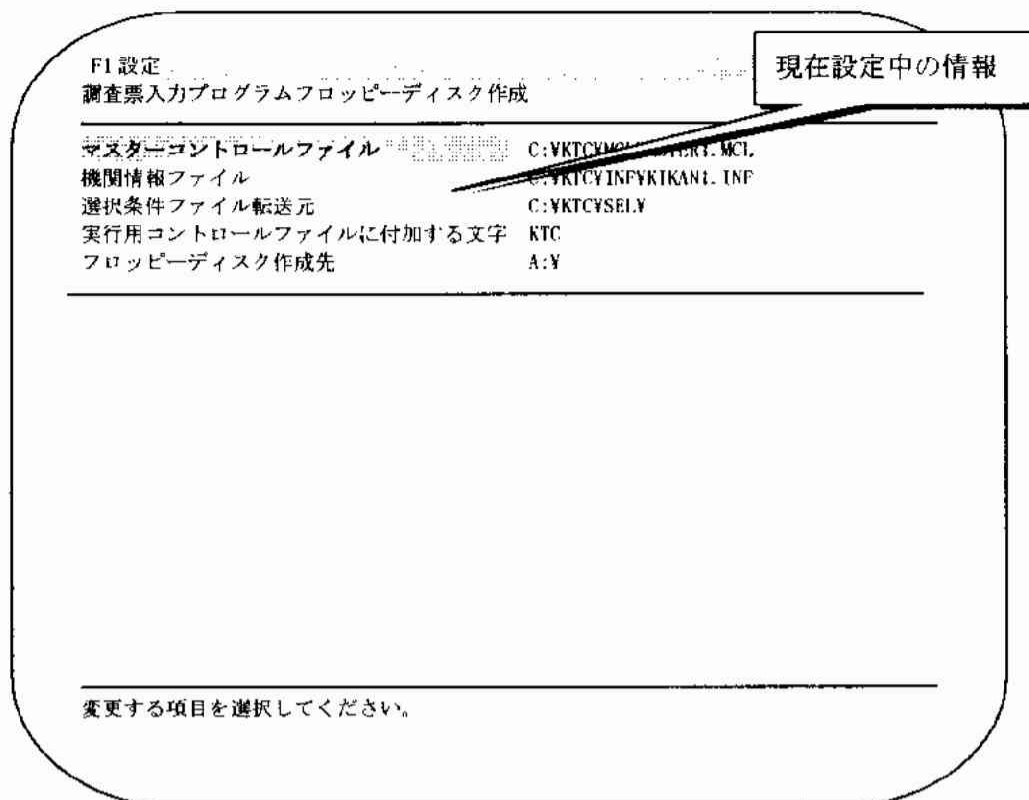 F1 設定
現在設定中の情報
調査票入力プログラムフロッピーディスク作成
マスターコントロールファイル
機関情報ファイル C:¥KTC¥INF¥KIKAN1.INF
選択条件ファイル転送元 C:¥KTC¥SEL¥
実行用コントロールファイルに付加する文字 KTC
フロッピーディスク作成先 A:¥
変更する項目を選択してください。